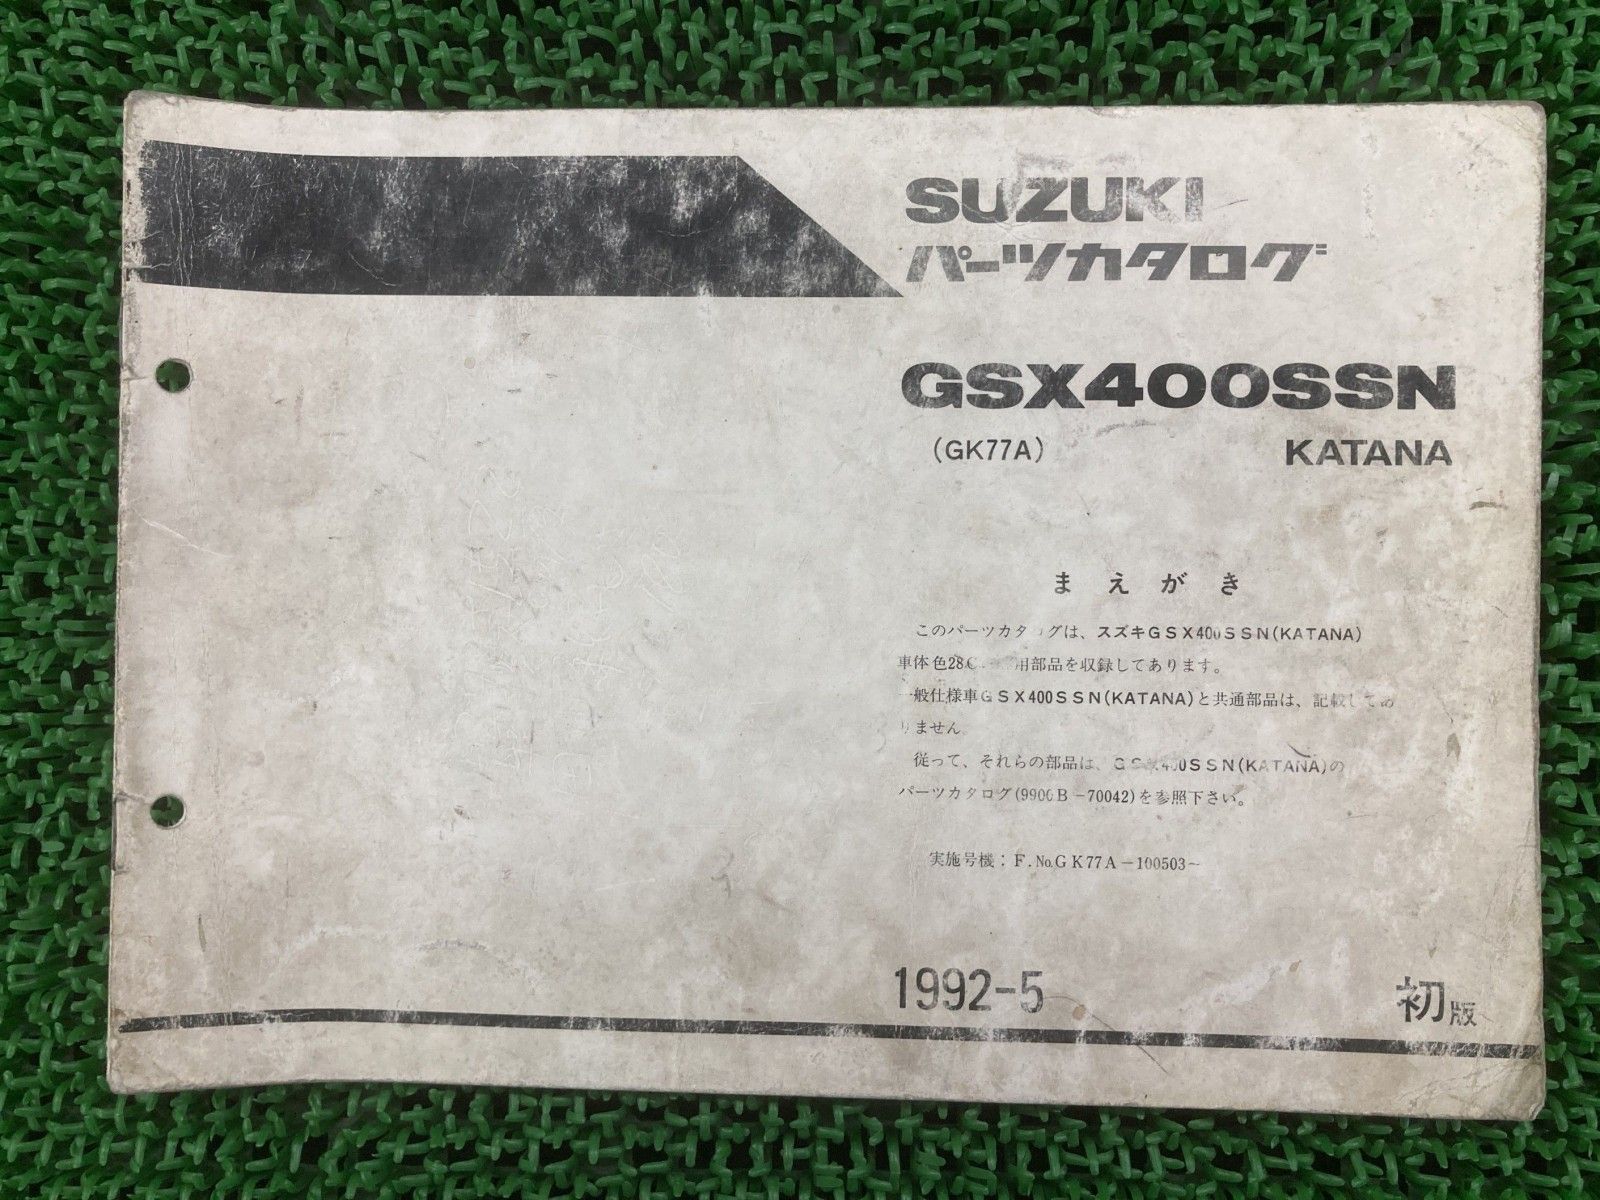 SUZUKI
パーツカタログ
GSX400SSN
(GK77A) KATANA
まえがき
このパーツカタログは、スズキGSX400SSN(KATANA)
車体色28 用部品を収録してあります。
一般仕様車GSX400SSN(KATANA)と共通部品は、記載してあ
りません。
従って、それらの部品は、GSX400SSN(KATANA)の
パーツカタログ(9900B-70042)を参照下さい。
実施号機：F.No.GK77A-100503~
1992-5 初版